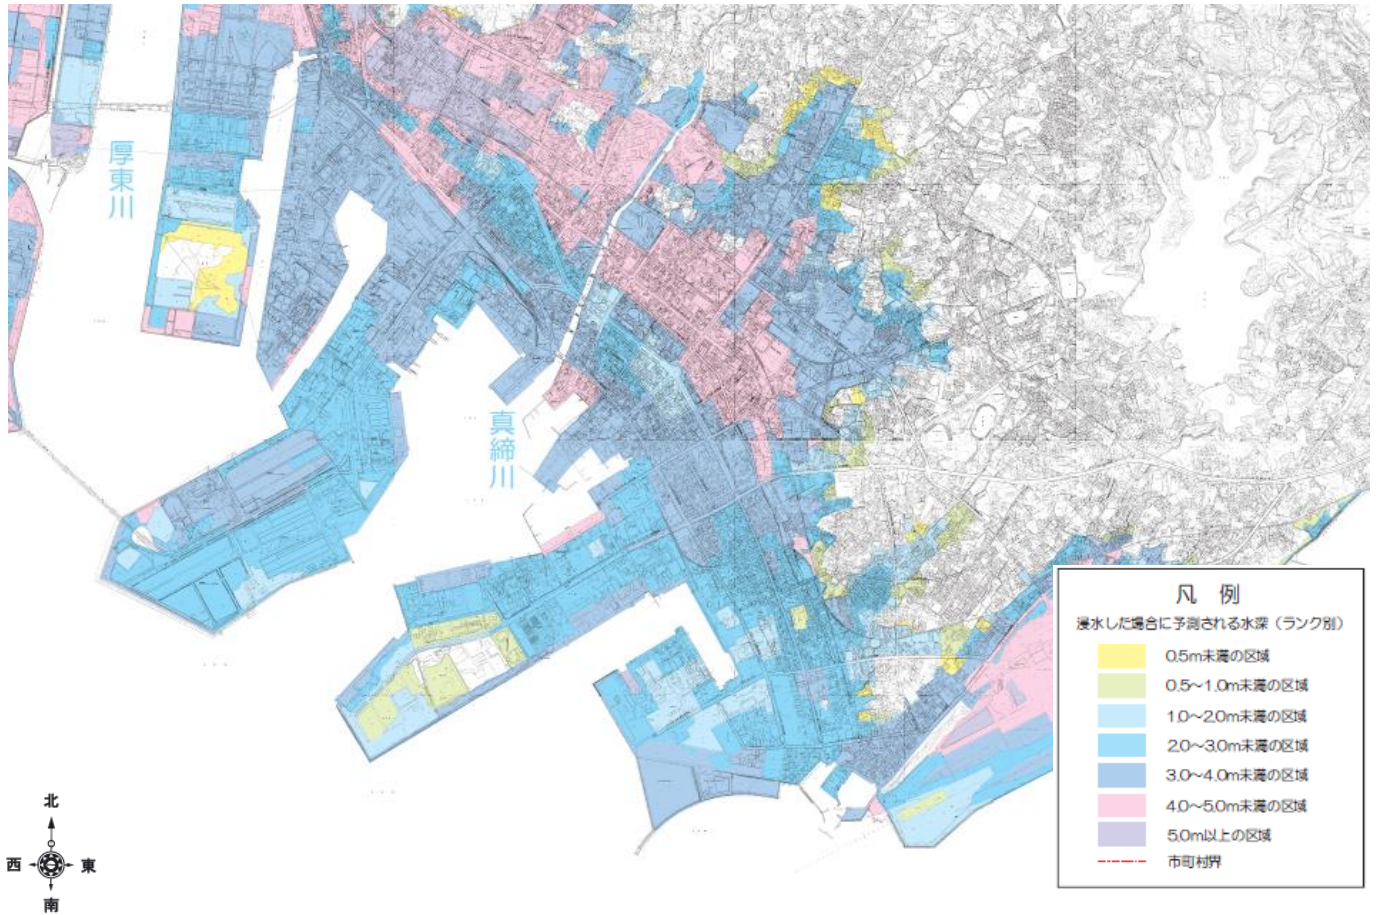 厚東川
真締川
凡 例
浸水した場合に予測される水深（ランク別）
0.5m未満の区域
0.5～1.0m未満の区域
1.0～2.0m未満の区域
2.0～3.0m未満の区域
3.0～4.0m未満の区域
4.0～5.0m未満の区域
5.0m以上の区域
市町村界
北
西 東
南